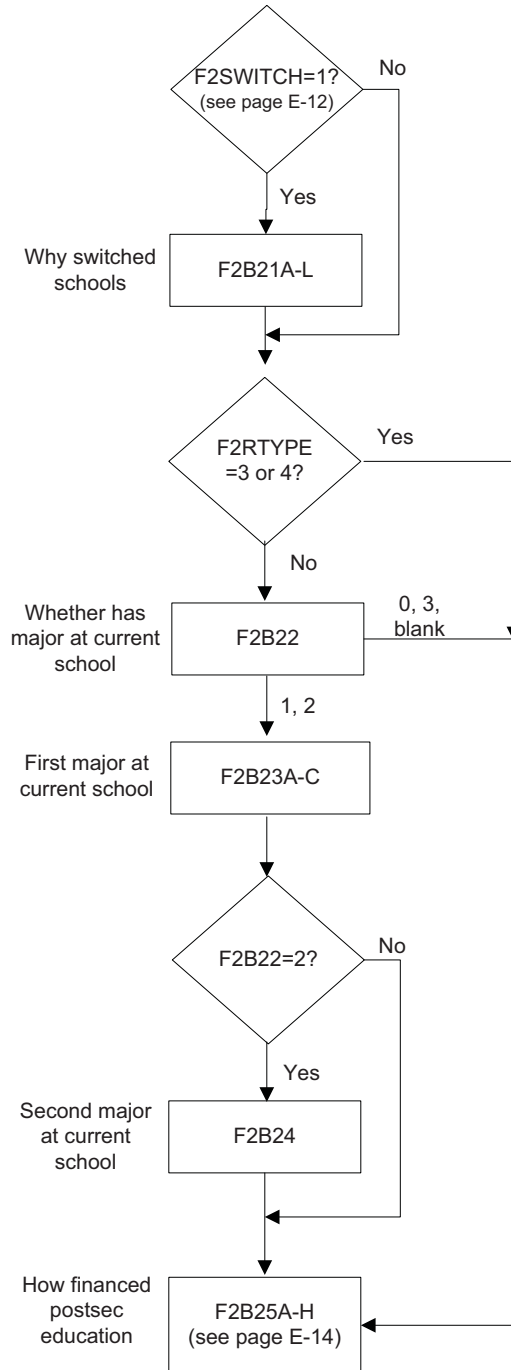 F2SWITCH=1?
(see page E-12)
No
Yes
Why switched
schools
F2B21A-L
F2RTYPE
=3 or 4?
Yes
No
Whether has
major at current
school
F2B22
0, 3,
blank
1, 2
First major at
current school
F2B23A-C
F2B22=2?
No
Yes
Second major
at current
school
F2B24
How financed
postsec
education
F2B25A-H
(see page E-14)